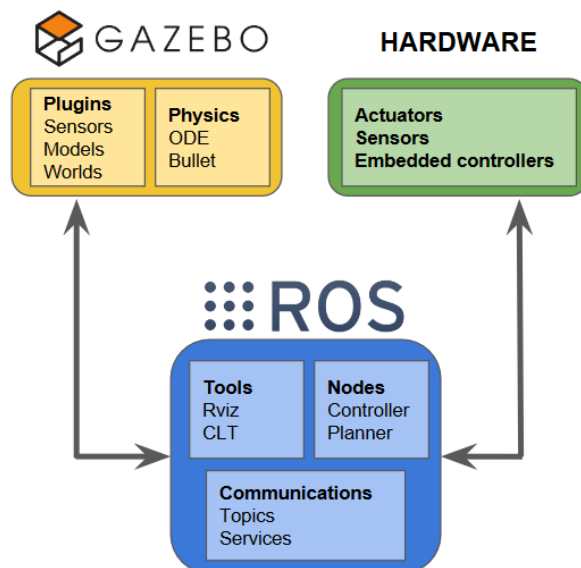 GAZEBO
HARDWARE
Plugins
Sensors
Models
Worlds
Physics
ODE
Bullet
Actuators
Sensors
Embedded controllers
ROS
Tools
Rviz
CLT
Nodes
Controller
Planner
Communications
Topics
Services